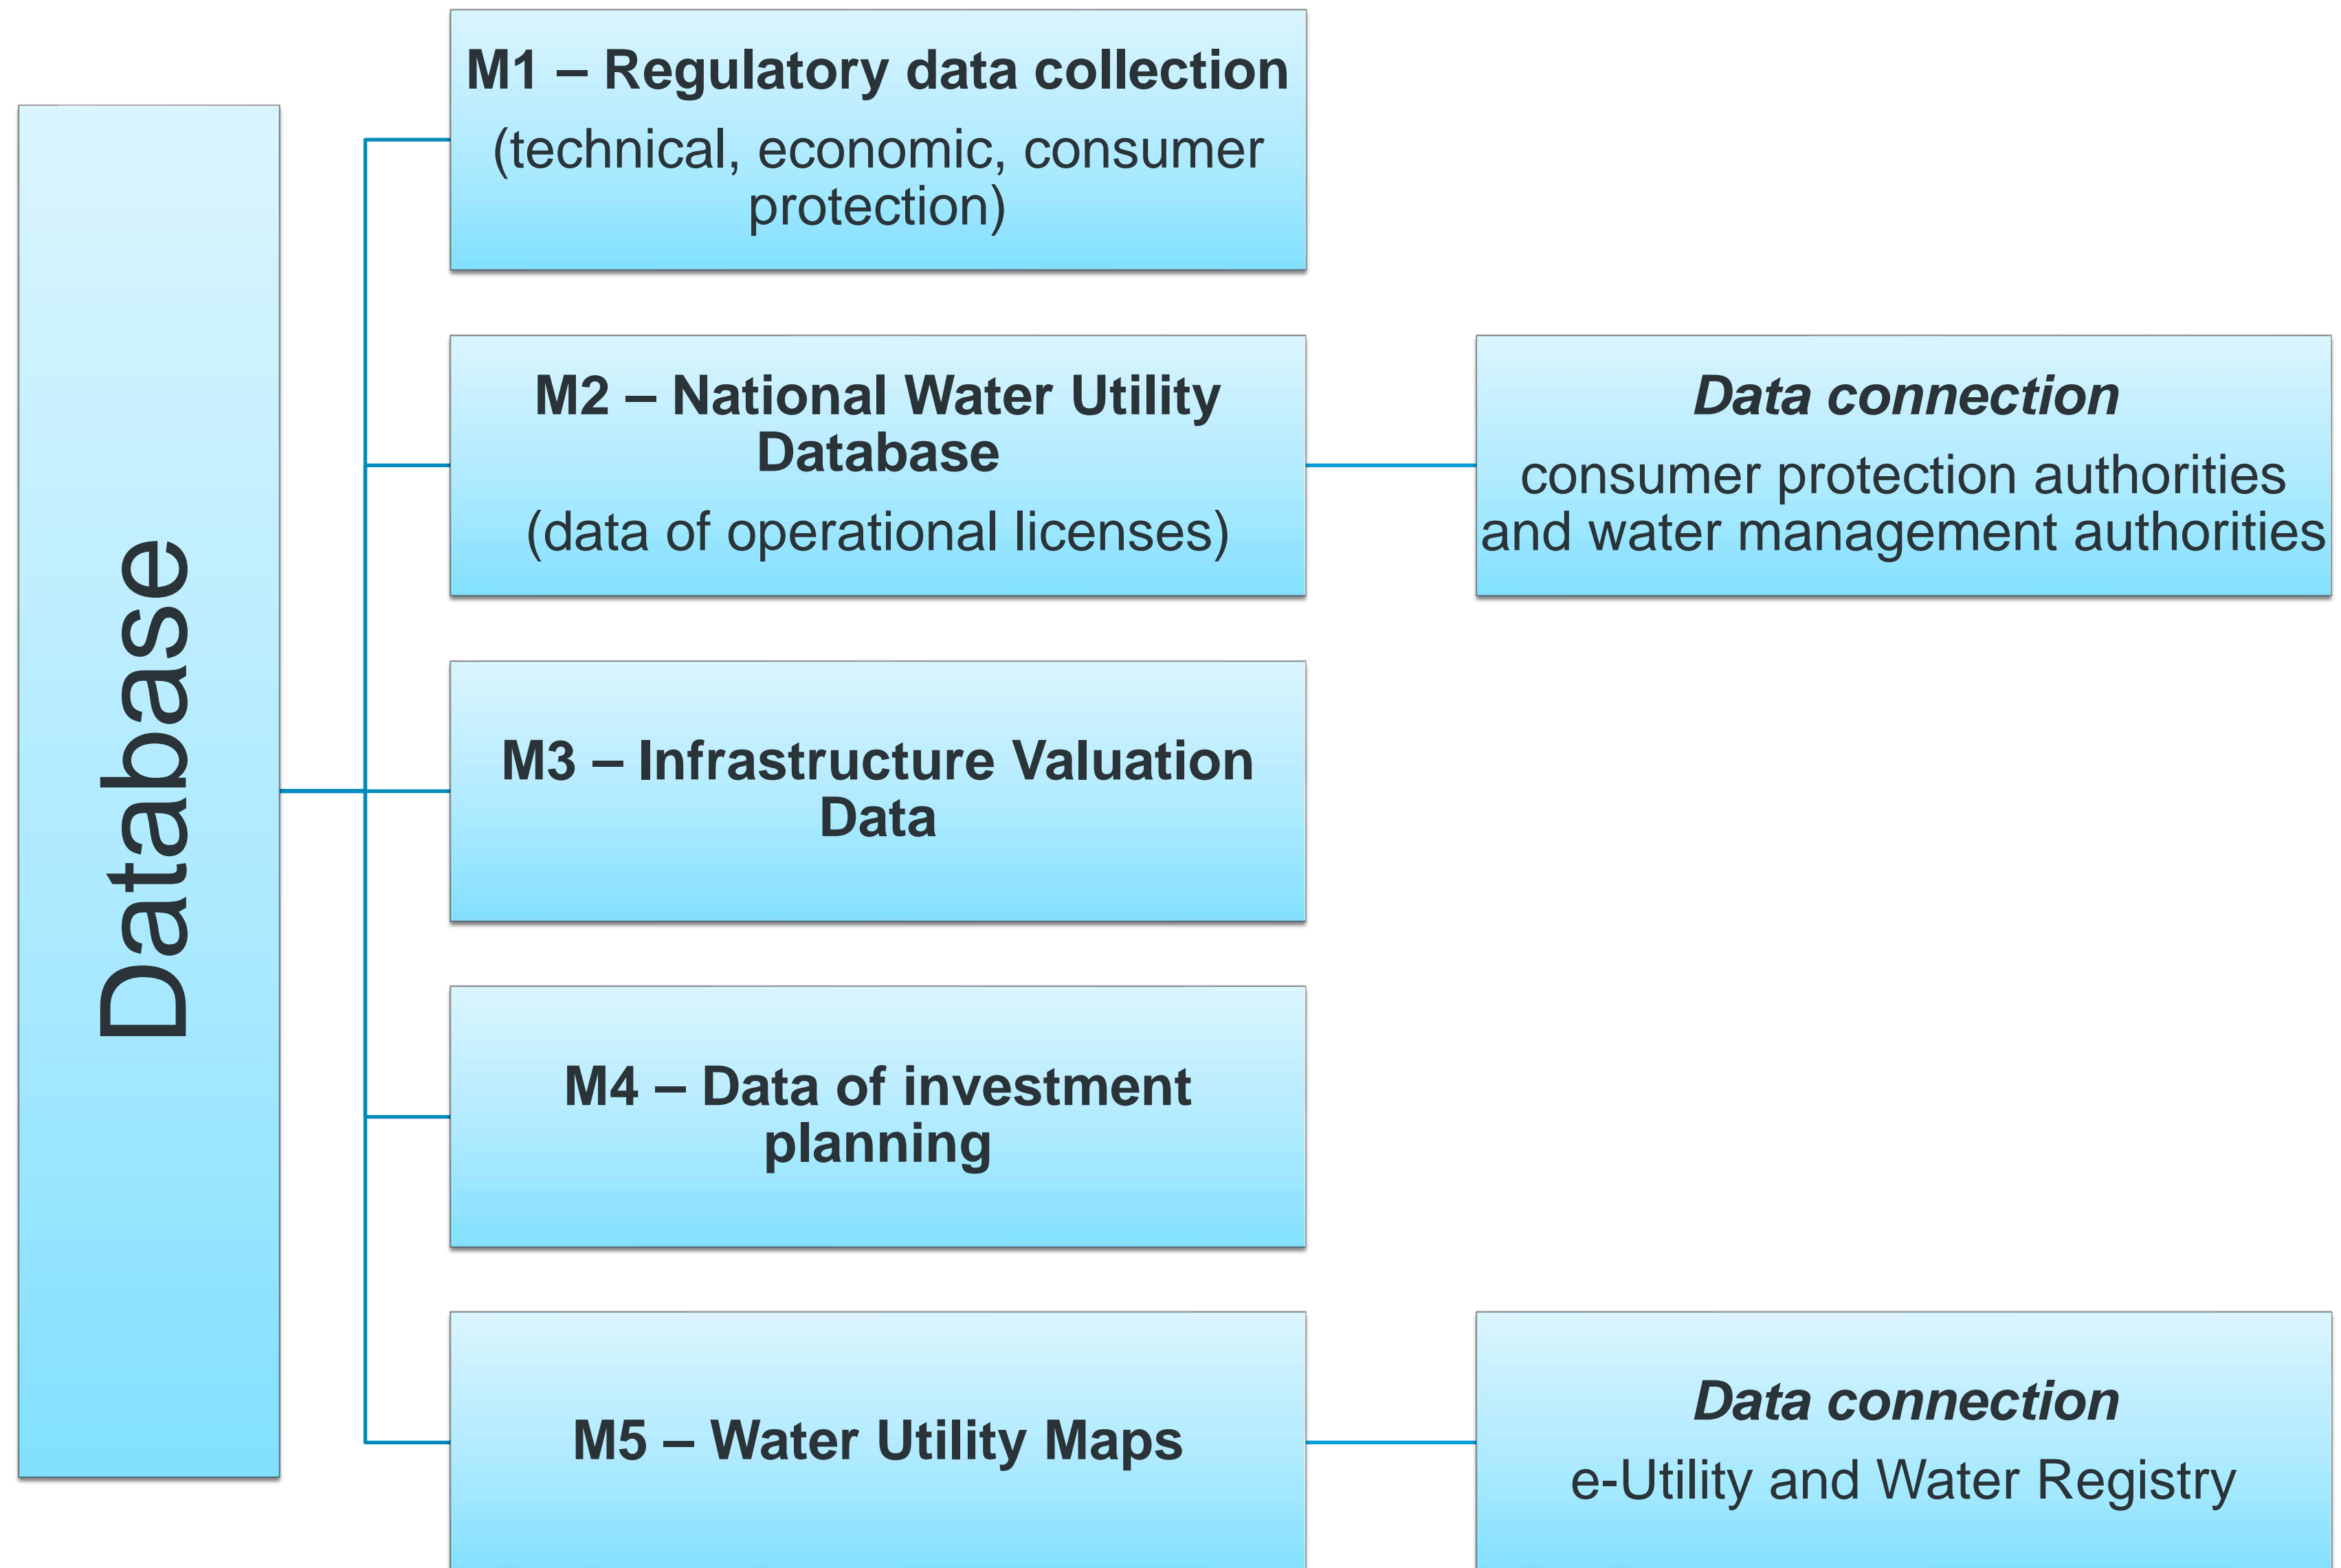 Database
M1 – Regulatory data collection
(technical, economic, consumer
protection)
M2 – National Water Utility
Database
(data of operational licenses)
Data connection
consumer protection authorities
and water management authorities
M3 – Infrastructure Valuation
Data
M4 – Data of investment
planning
M5 – Water Utility Maps
Data connection
e-Utility and Water Registry